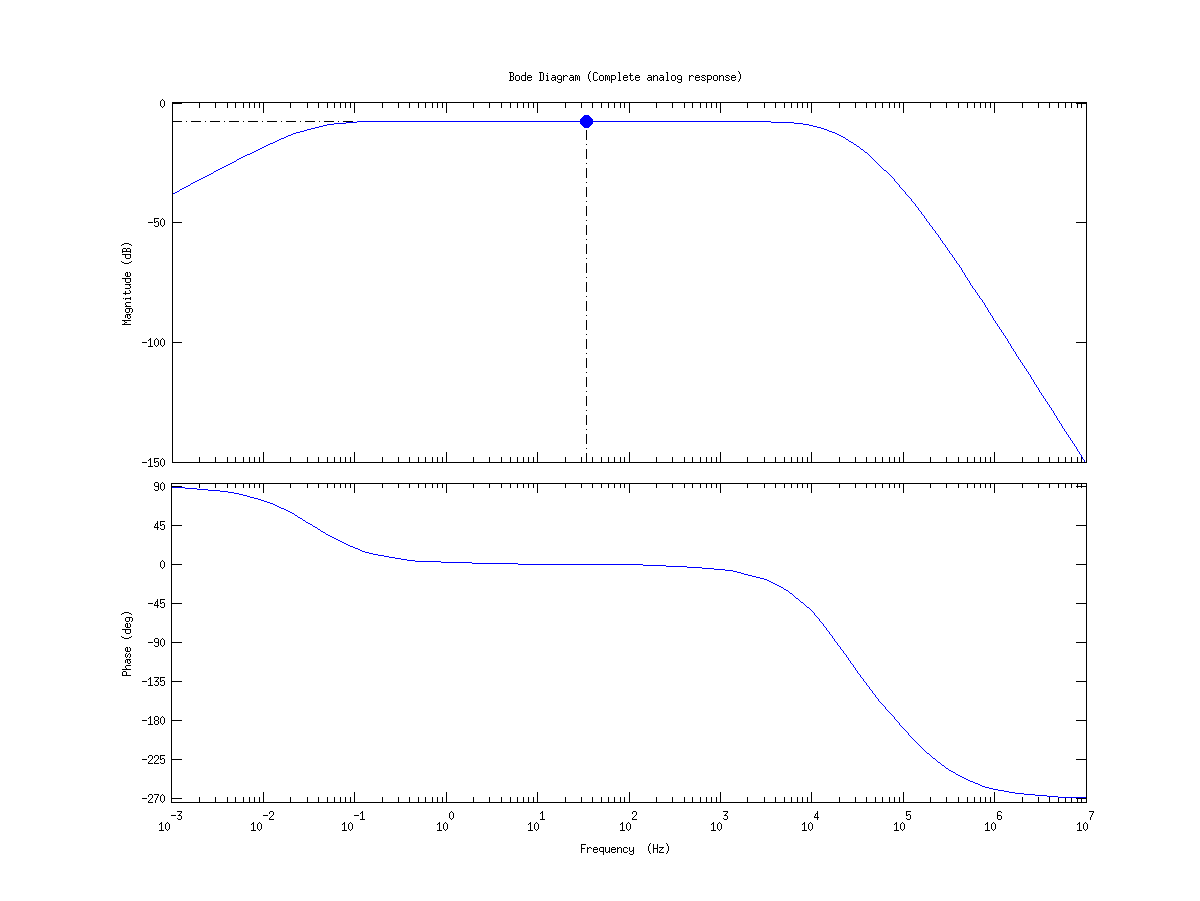 Bode Diagram (Complete analog response)
0
-50
-100
-150
Magnitude (dB)
90
45
0
-45
-90
-135
-180
-225
-270
Phase (deg)
10^-3 10^-2 10^-1 10^0 10^1 10^2 10^3 10^4 10^5 10^6 10^7
Frequency (Hz)